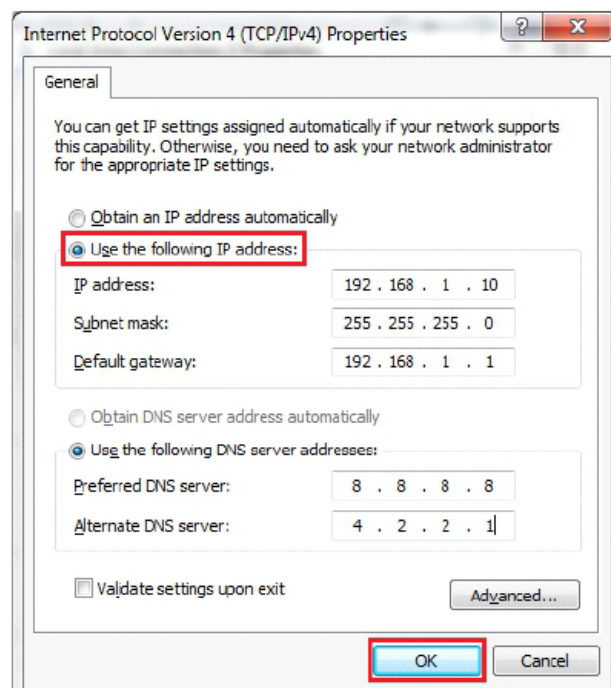 Internet Protocol Version 4 (TCP/IPv4) Properties
General
You can get IP settings assigned automatically if your network supports
this capability. Otherwise, you need to ask your network administrator
for the appropriate IP settings.
Obtain an IP address automatically
Use the following IP address:
IP address: 192 . 168 . 1 . 10
Subnet mask: 255 . 255 . 255 . 0
Default gateway: 192 . 168 . 1 . 1
Obtain DNS server address automatically
Use the following DNS server addresses:
Preferred DNS server: 8 . 8 . 8 . 8
Alternate DNS server: 4 . 2 . 2 . 1
Validate settings upon exit
Advanced...
OK Cancel